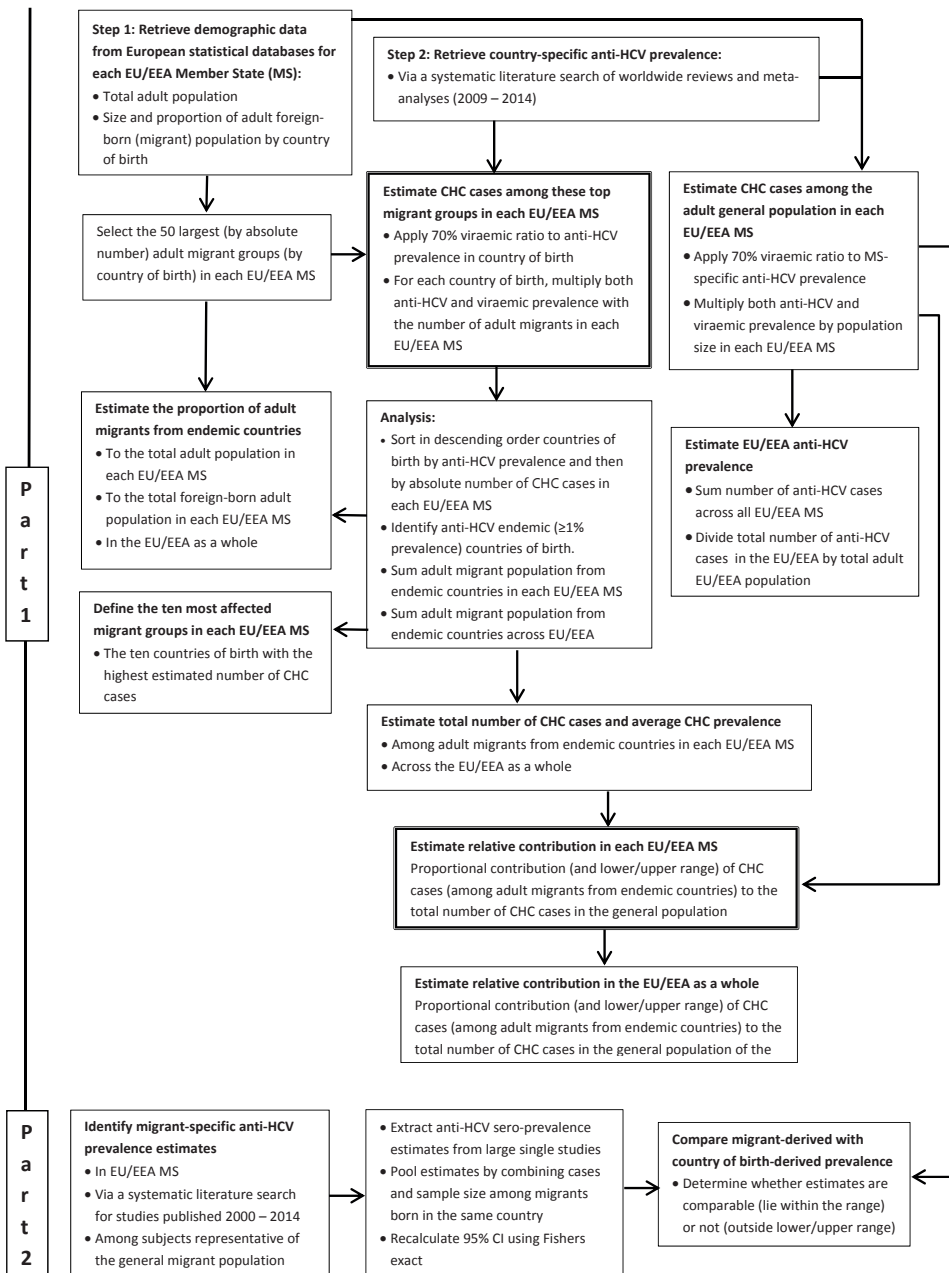 Step 1: Retrieve demographic data
from European statistical databases for
each EU/EEA Member State (MS):
• Total adult population
• Size and proportion of adult foreign-
born (migrant) population by country
of birth
Step 2: Retrieve country-specific anti-HCV prevalence:
• Via a systematic literature search of worldwide reviews and meta-
analyses (2009 – 2014)
Select the 50 largest (by absolute
number) adult migrant groups (by
country of birth) in each EU/EEA MS
Estimate CHC cases among these top
migrant groups in each EU/EEA MS
• Apply 70% viraemic ratio to anti-HCV
prevalence in country of birth
• For each country of birth, multiply both
anti-HCV and viraemic prevalence with
the number of adult migrants in each
EU/EEA MS
Estimate CHC cases among the
adult general population in each
EU/EEA MS
• Apply 70% viraemic ratio to MS-
specific anti-HCV prevalence
• Multiply both anti-HCV and
viraemic prevalence by population
size in each EU/EEA MS
Estimate the proportion of adult
migrants from endemic countries
• To the total adult population in
each EU/EEA MS
• To the total foreign-born adult
population in each EU/EEA MS
• In the EU/EEA as a whole
Analysis:
• Sort in descending order countries of
birth by anti-HCV prevalence and then
by absolute number of CHC cases in
each EU/EEA MS
• Identify anti-HCV endemic (≥1%
prevalence) countries of birth.
• Sum adult migrant population from
endemic countries in each EU/EEA MS
• Sum adult migrant population from
endemic countries across EU/EEA
Estimate EU/EEA anti-HCV
prevalence
• Sum number of anti-HCV cases
across all EU/EEA MS
• Divide total number of anti-HCV
cases in the EU/EEA by total adult
EU/EEA population
P
a
r
t
1
Define the ten most affected
migrant groups in each EU/EEA MS
• The ten countries of birth with the
highest estimated number of CHC
cases
Estimate total number of CHC cases and average CHC prevalence
• Among adult migrants from endemic countries in each EU/EEA MS
• Across the EU/EEA as a whole
Estimate relative contribution in each EU/EEA MS
Proportional contribution (and lower/upper range) of CHC
cases (among adult migrants from endemic countries) to the
total number of CHC cases in the general population
Estimate relative contribution in the EU/EEA as a whole
Proportional contribution (and lower/upper range) of CHC
cases (among adult migrants from endemic countries) to the
total number of CHC cases in the general population of the
P
a
r
t
2
Identify migrant-specific anti-HCV
prevalence estimates
• In EU/EEA MS
• Via a systematic literature search
for studies published 2000 – 2014
• Among subjects representative of
the general migrant population
• Extract anti-HCV sero-prevalence
estimates from large single studies
• Pool estimates by combining cases
and sample size among migrants
born in the same country
• Recalculate 95% CI using Fishers
exact
Compare migrant-derived with
country of birth-derived prevalence
• Determine whether estimates are
comparable (lie within the range)
or not (outside lower/upper range)